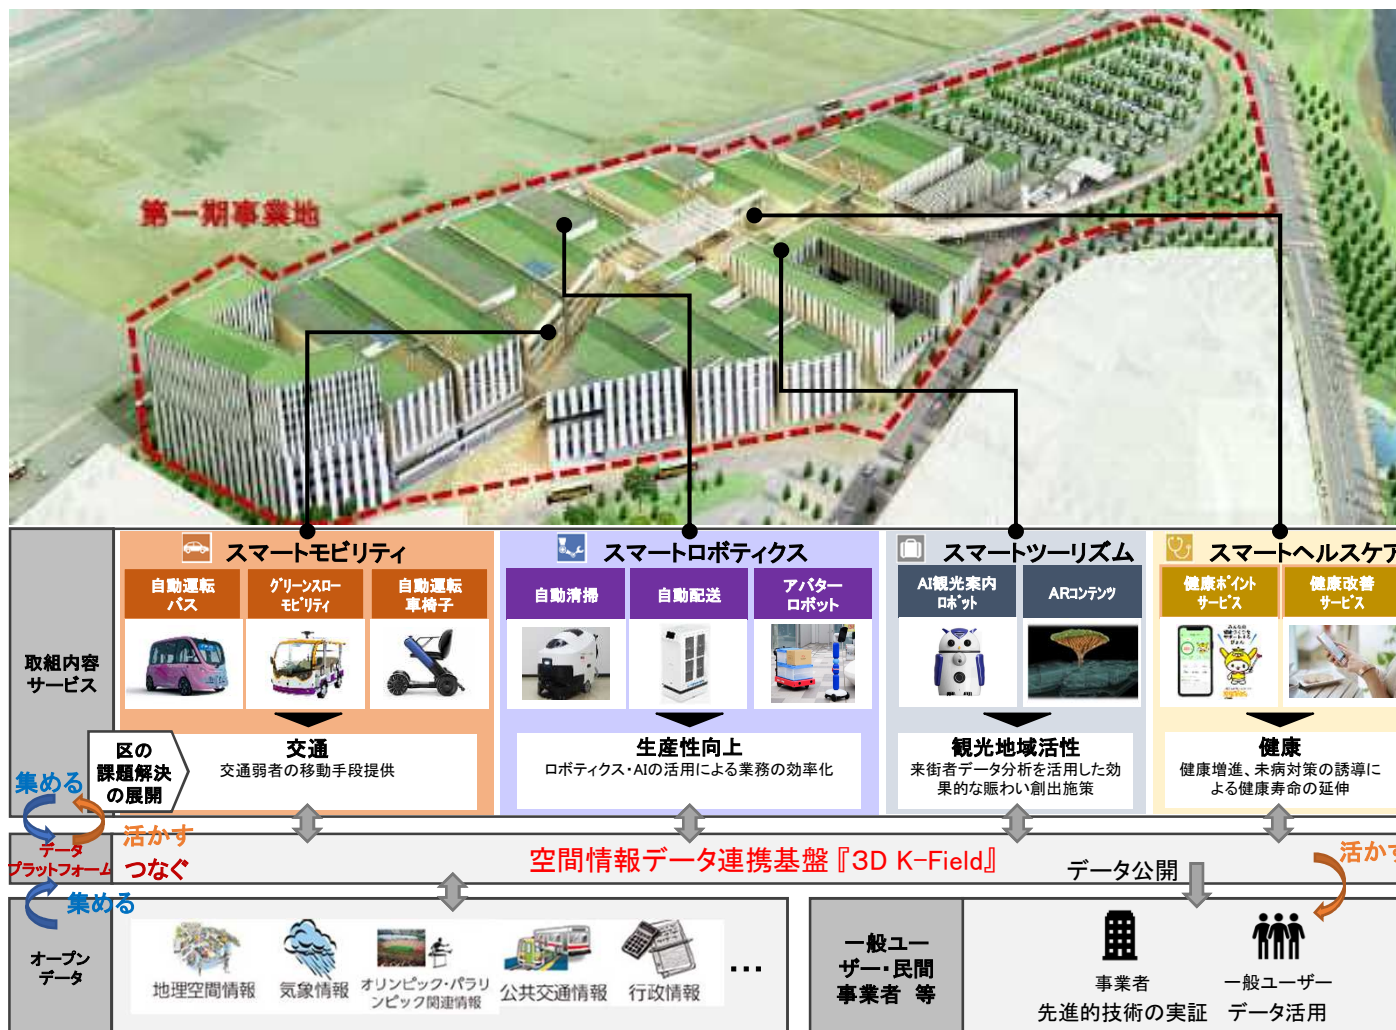 第一期事業地
取組内容
サービス
スマートモビリティ
自動運転
バス
グリーンスロー
モビリティ
自動運転
車椅子
交通
交通弱者の移動手段提供
スマートロボティクス
自動清掃
自動配送
アバター
ロボット
生産性向上
ロボティクス・AIの活用による業務の効率化
スマートツーリズム
AI観光案内
ロボット
ARコンテンツ
観光地域活性
来街者データ分析を活用した効
果的な賑わい創出施策
スマートヘルスケア
健康ポイント
サービス
健康改善
サービス
健康
健康増進、未病対策の誘導に
よる健康寿命の延伸
区の
課題解決
の展開
集める
活かす
データ
プラットフォーム
つなぐ
空間情報データ連携基盤『3D K-Field』
データ公開
活かす
集める
オープン
データ
地理空間情報
気象情報
オリンピック・パラリ
ンピック関連情報
公共交通情報
行政情報
…
一般ユー
ザー・民間
事業者 等
事業者
先進的技術の実証
一般ユーザー
データ活用